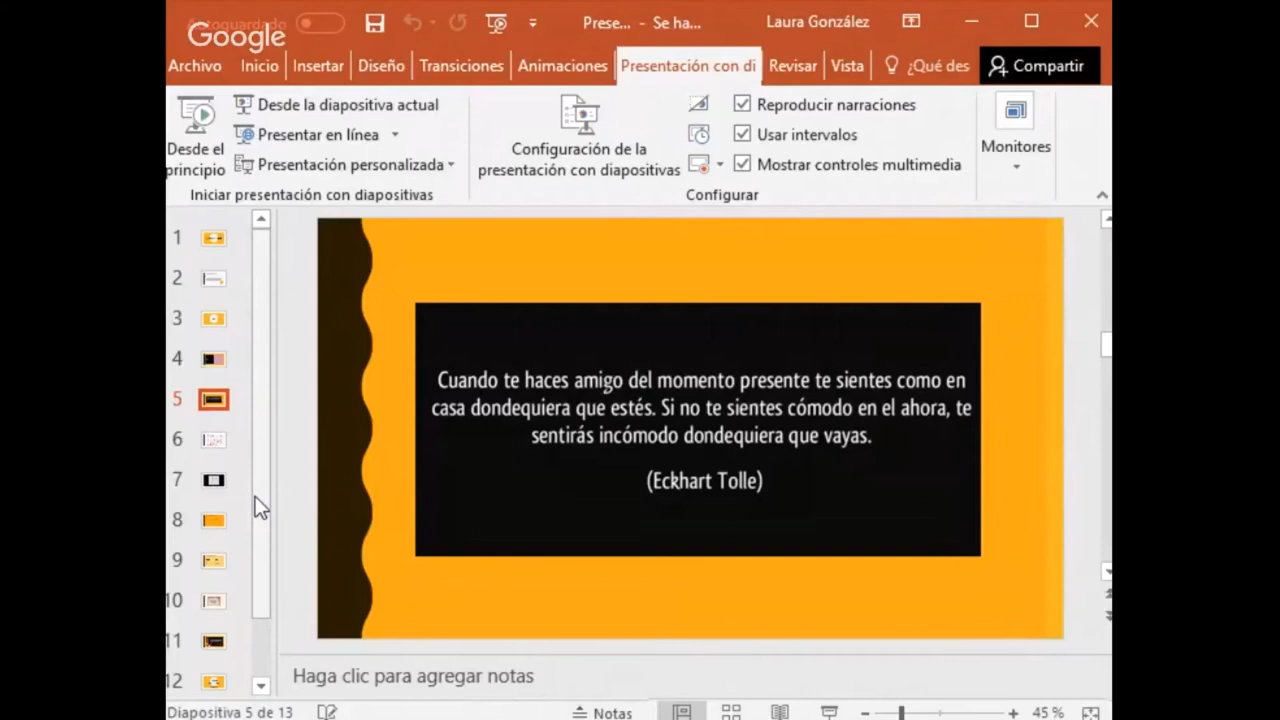 Autoguardado
Google
Prese... - Se ha...
Laura González
Archivo Inicio Insertar Diseño Transiciones Animaciones Presentación con di Revisar Vista ¿Qué des Compartir
Desde el principio
Desde la diapositiva actual
Presentar en línea
Presentación personalizada
Iniciar presentación con diapositivas
Configuración de la
presentación con diapositivas
Reproducir narraciones
Usar intervalos
Mostrar controles multimedia
Configurar
Monitores
1
2
3
4
5
6
7
8
9
10
11
12
Cuando te haces amigo del momento presente te sientes como en
casa dondequiera que estés. Si no te sientes cómodo en el ahora, te
sentirás incómodo dondequiera que vayas.
(Eckhart Tolle)
Haga clic para agregar notas
Diapositiva 5 de 13
Notas
45 %